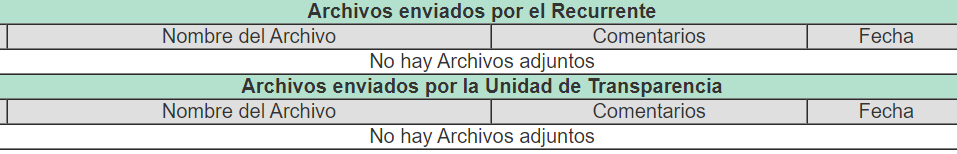 Archivos enviados por el Recurrente
Nombre del Archivo Comentarios Fecha
No hay Archivos adjuntos
Archivos enviados por la Unidad de Transparencia
Nombre del Archivo Comentarios Fecha
No hay Archivos adjuntos